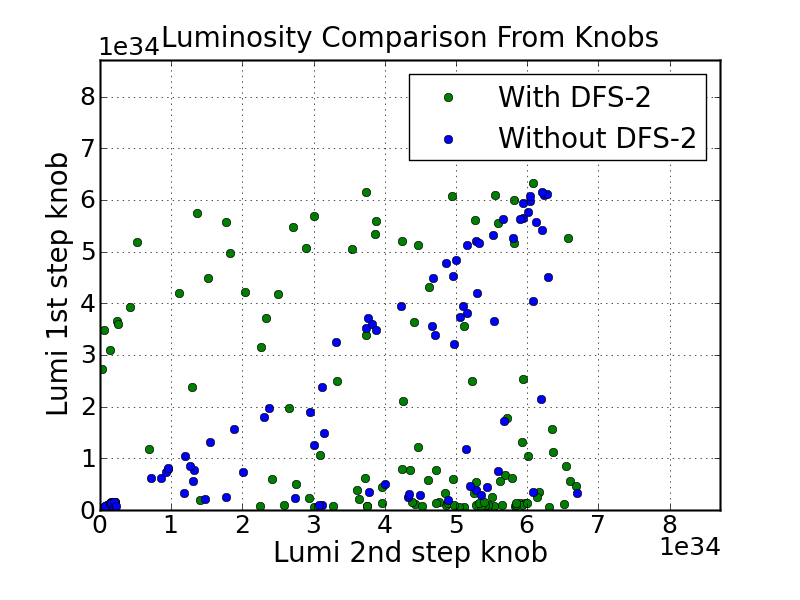 Luminosity Comparison From Knobs
1e34
With DFS-2
Without DFS-2
8
7
6
5
4
3
2
1
0
Lumi 1st step knob
0 1 2 3 4 5 6 7 8
1e34
Lumi 2nd step knob